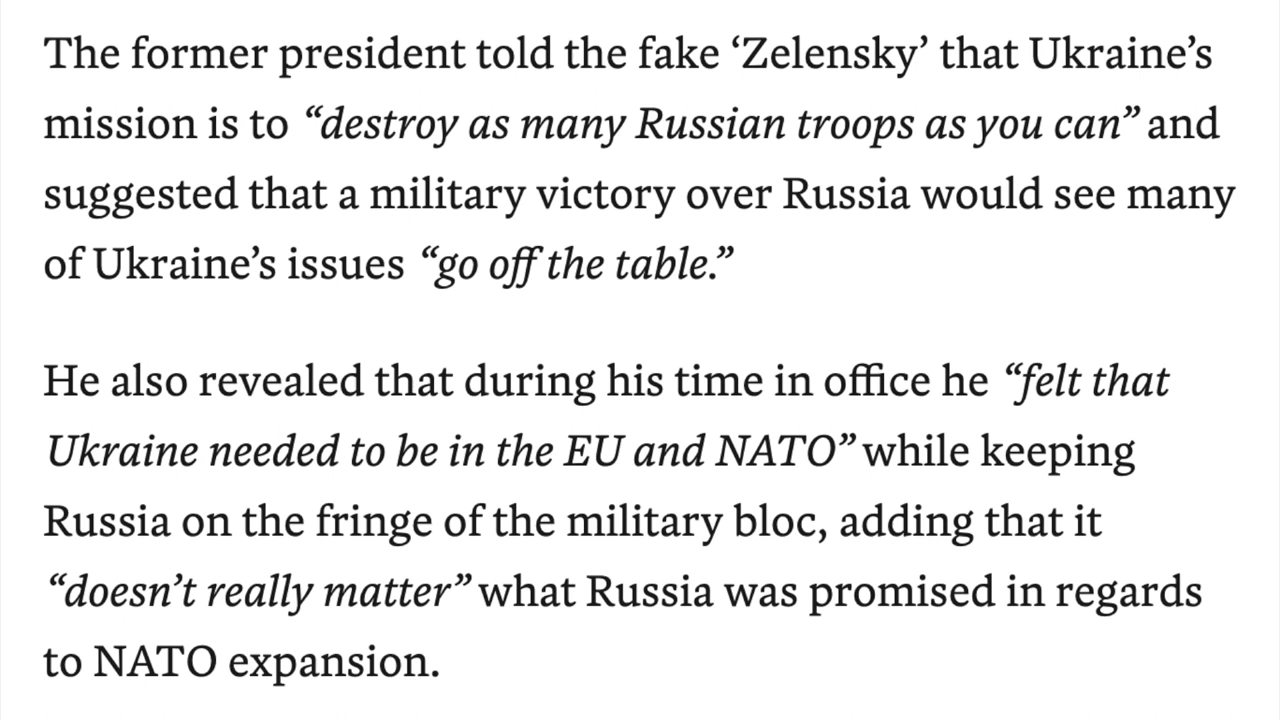 The former president told the fake ‘Zelensky’ that Ukraine’s
mission is to “destroy as many Russian troops as you can” and
suggested that a military victory over Russia would see many
of Ukraine’s issues “go off the table.”
He also revealed that during his time in office he “felt that
Ukraine needed to be in the EU and NATO” while keeping
Russia on the fringe of the military bloc, adding that it
“doesn’t really matter” what Russia was promised in regards
to NATO expansion.